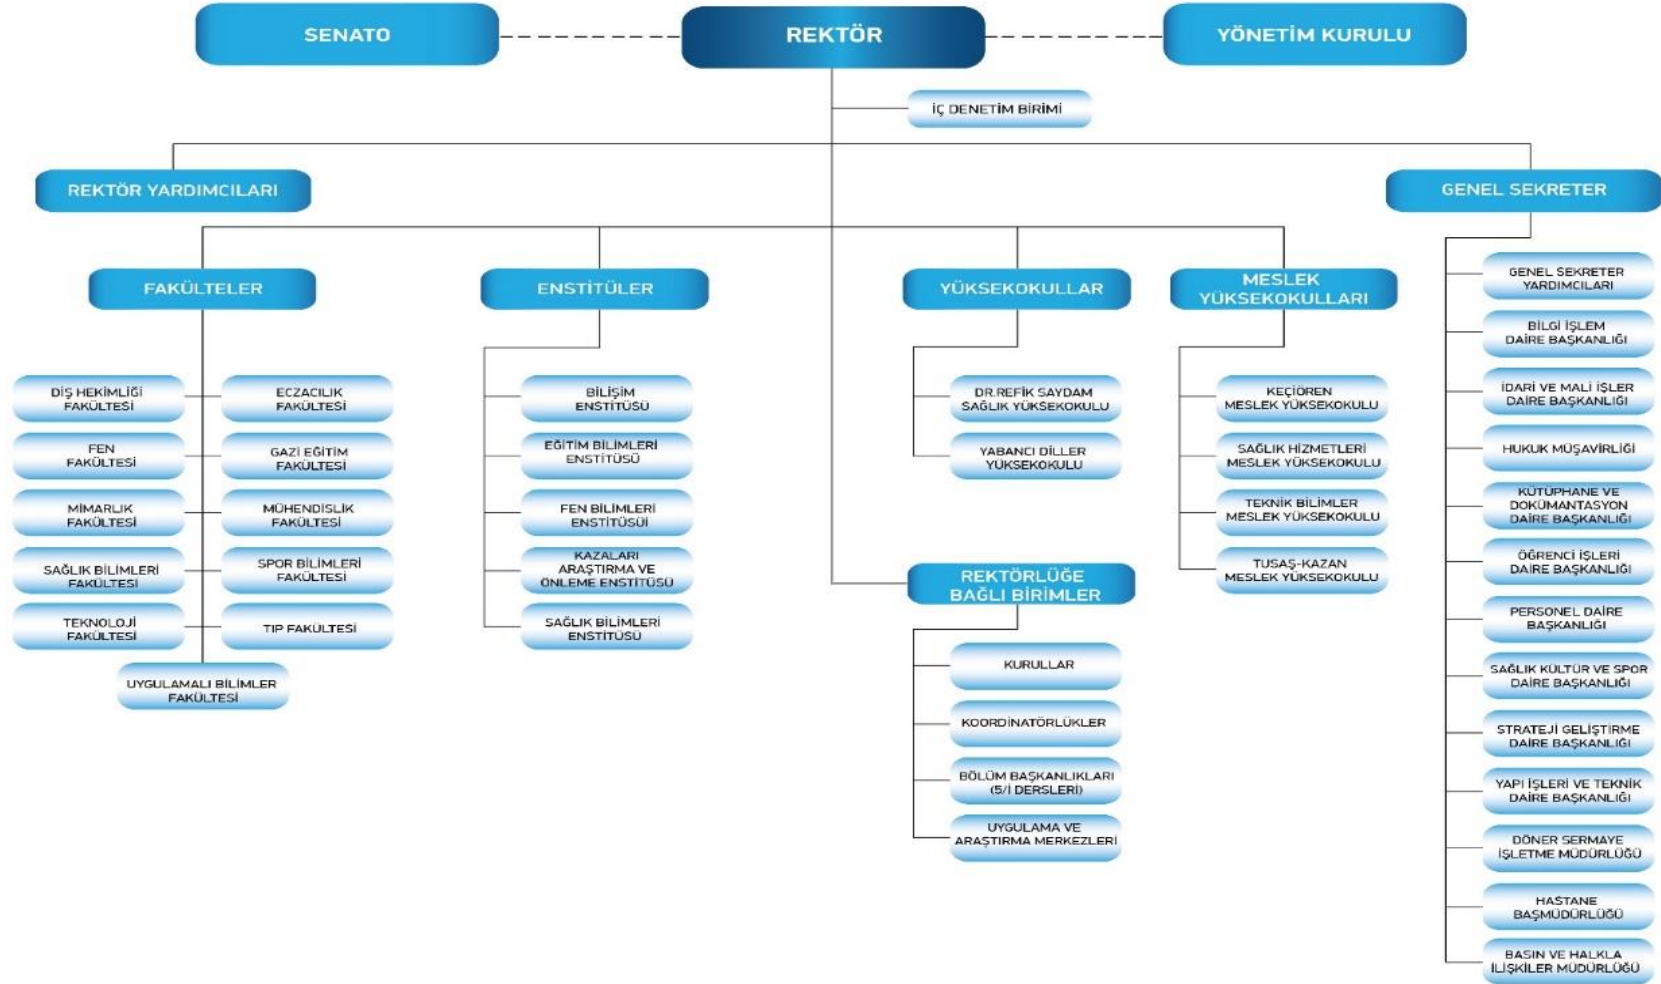 SENATO
REKTÖR
YÖNETİM KURULU
İÇ DENETİM BİRİMİ
REKTÖR YARDIMCILARI
GENEL SEKRETER
FAKÜLTELER
DİŞ HEKİMLİĞİ
FAKÜLTESİ
ECZACILIK
FAKÜLTESİ
FEN
FAKÜLTESİ
GAZİ EĞİTİM
FAKÜLTESİ
MİMARLIK
FAKÜLTESİ
MÜHENDİSLİK
FAKÜLTESİ
SAĞLIK BİLİMLERİ
FAKÜLTESİ
SPOR BİLİMLERİ
FAKÜLTESİ
TEKNOLOJİ
FAKÜLTESİ
TIP FAKÜLTESİ
UYGULAMALI BİLİMLER
FAKÜLTESİ
ENSTİTÜLER
BİLİŞİM
ENSTİTÜSÜ
EĞİTİM BİLİMLERİ
ENSTİTÜSÜ
FEN BİLİMLERİ
ENSTİTÜSÜİ
KAZALARI
ARAŞTIRMA VE
ÖNLEME ENSTİTÜSÜ
SAĞLIK BİLİMLERİ
ENSTİTÜSÜ
YÜKSEKOKULLAR
DR.REFİK SAYDAM
SAĞLIK YÜKSEKOKULU
YABANCI DİLLER
YÜKSEKOKULU
MESLEK
YÜKSEKOKULLARI
KEÇİÖREN
MESLEK YÜKSEKOKULU
SAĞLIK HİZMETLERİ
MESLEK YÜKSEKOKULU
TEKNİK BİLİMLER
MESLEK YÜKSEKOKULU
TUSAŞ-KAZAN
MESLEK YÜKSEKOKULU
REKTÖRLÜĞE
BAĞLI BİRİMLER
KURULLAR
KOORDİNATÖRLÜKLER
BÖLÜM BAŞKANLIKLARI
(5/İ DERSLERİ)
UYGULAMA VE
ARAŞTIRMA MERKEZLERİ
GENEL SEKRETER
YARDIMCILARI
BİLGİ İŞLEM
DAİRE BAŞKANLIĞI
İDARİ VE MALİ İŞLER
DAİRE BAŞKANLIĞI
HUKUK MÜŞAVİRLİĞİ
KÜTÜPHANE VE
DOKÜMANTASYON
DAİRE BAŞKANLIĞI
ÖĞRENCİ İŞLERİ
DAİRE BAŞKANLIĞI
PERSONEL DAİRE
BAŞKANLIĞI
SAĞLIK KÜLTÜR VE SPOR
DAİRE BAŞKANLIĞI
STRATEJİ GELİŞTİRME
DAİRE BAŞKANLIĞI
YAPI İŞLERİ VE TEKNİK
DAİRE BAŞKANLIĞI
DÖNER SERMAYE
İŞLETME MÜDÜRLÜĞÜ
HASTANE
BAŞMÜDÜRLÜĞÜ
BASIN VE HALKLA
İLİŞKİLER MÜDÜRLÜĞÜ